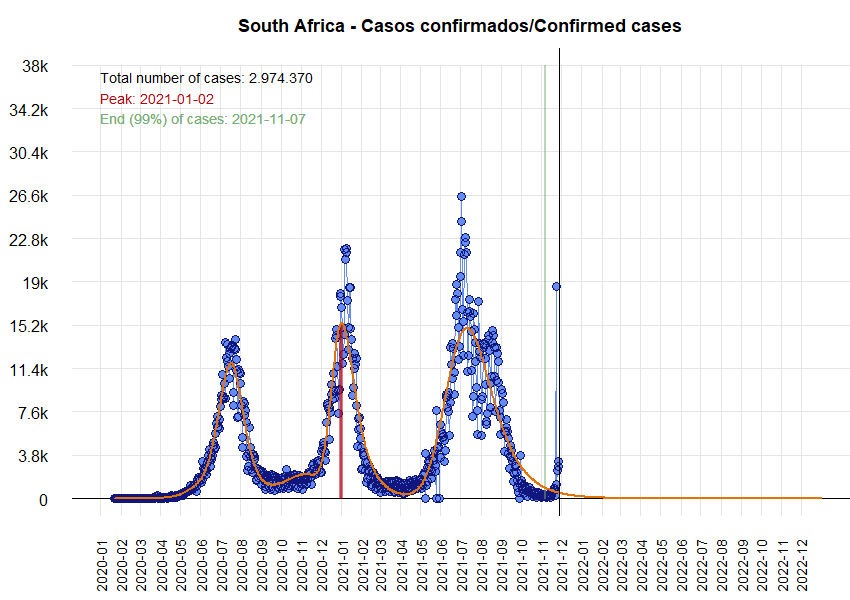 South Africa - Casos confirmados/Confirmed cases
38k
Total number of cases: 2.974.370
Peak: 2021-01-02
34.2k
End (99%) of cases: 2021-11-07
30.4k
26.6k
22.8k
19k
15.2k
11.4k
7.6k
3.8k
0
2020-01
2020-02
2020-03
2020-04
2020-05
2020-06
2020-07
2020-08
2020-09
2020-10
2020-11
2020-12
2021-01
2021-02
2021-03
2021-04
2021-05
2021-06
2021-07
2021-08
2021-09
2021-10
2021-11
2021-12
2022-01
2022-02
2022-03
2022-04
2022-05
2022-06
2022-07
2022-08
2022-09
2022-10
2022-11
2022-12